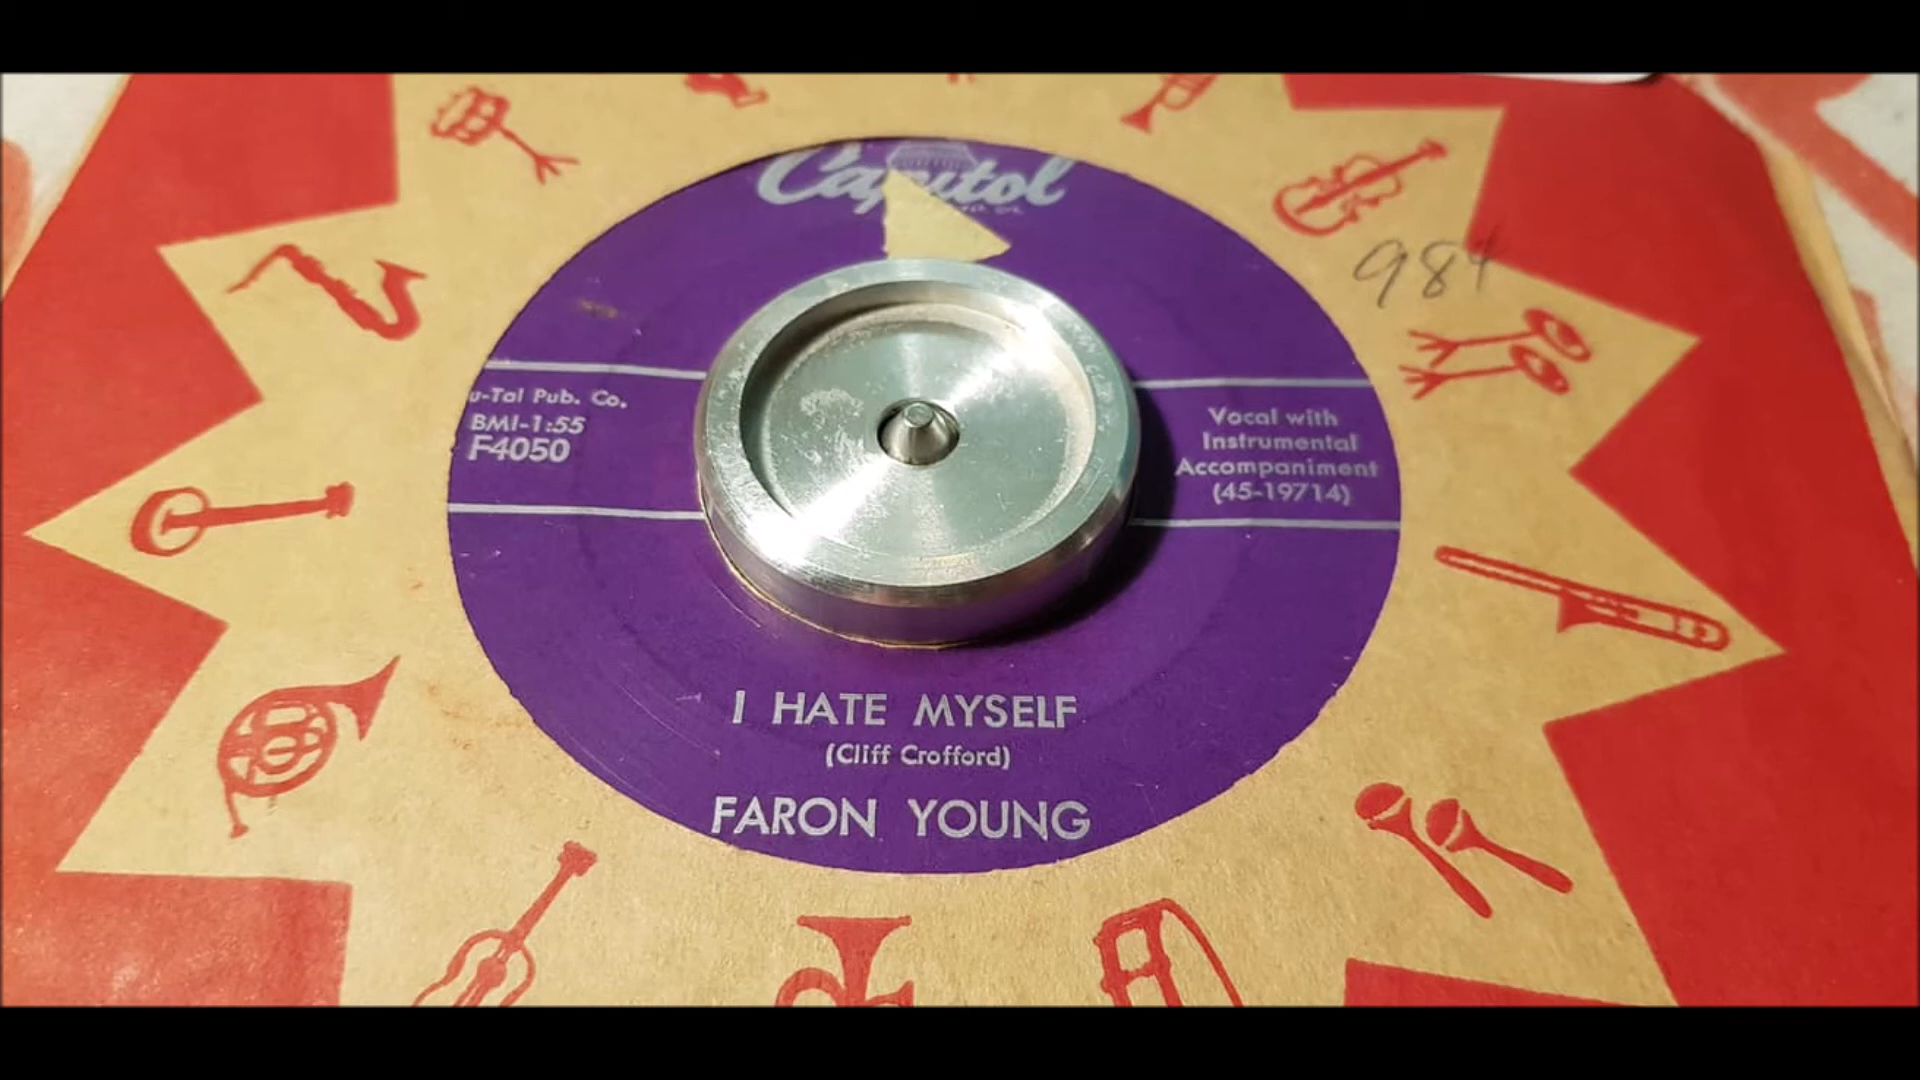 Capitol
984
u-Tal Pub. Co.
BMI-1:55
F4050
Vocal with
Instrumental
Accompaniment
(45-19714)
I HATE MYSELF
(Cliff Crofford)
FARON YOUNG